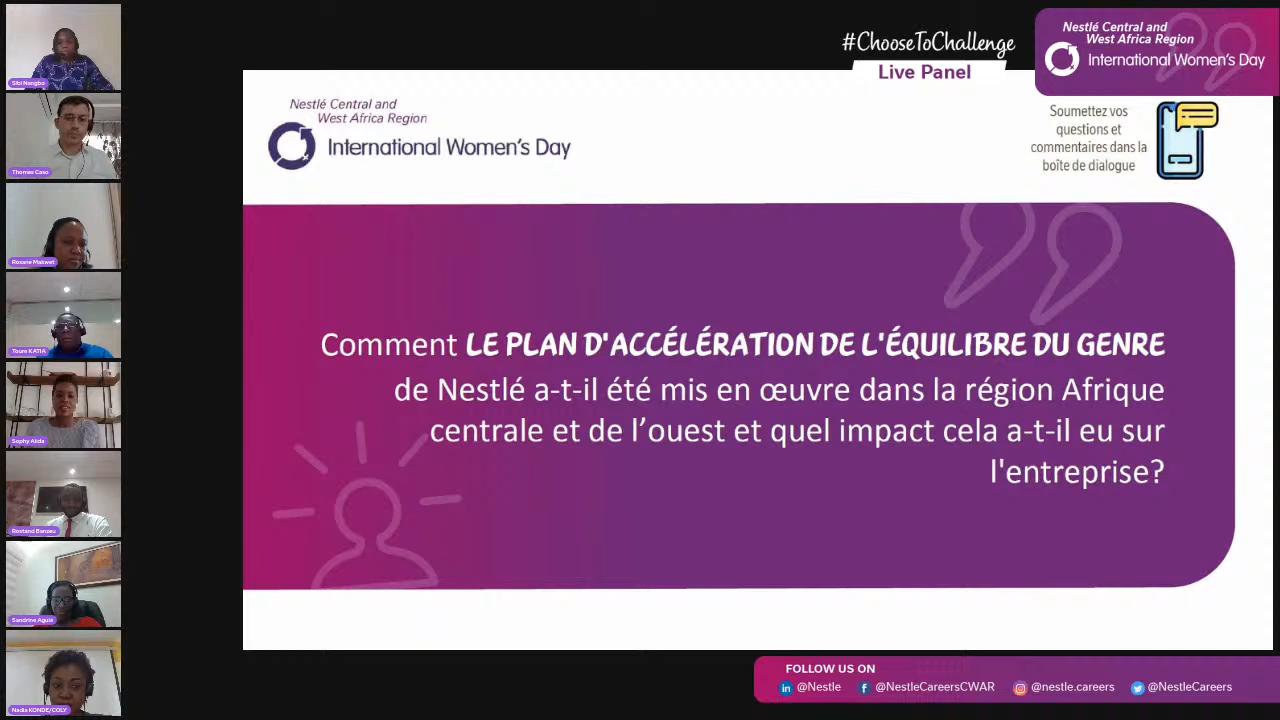 Sibi Nangbo
Thomas Caso
Roxane Makwet
Toure KATIA
Sophy Aïida
Rostand Banzeu
Sandrine Agulé
Nadia KONDE/COLY
#ChooseToChallenge
Live Panel
Nestlé Central and
West Africa Region
International Women's Day
Nestlé Central and
West Africa Region
International Women's Day
Soumettez vos
questions et
commentaires dans la
boîte de dialogue
Comment LE PLAN D'ACCÉLÉRATION DE L'ÉQUILIBRE DU GENRE
de Nestlé a-t-il été mis en œuvre dans la région Afrique
centrale et de l’ouest et quel impact cela a-t-il eu sur
l'entreprise?
FOLLOW US ON
@Nestle @NestleCareersCWAR @nestle.careers @NestleCareers